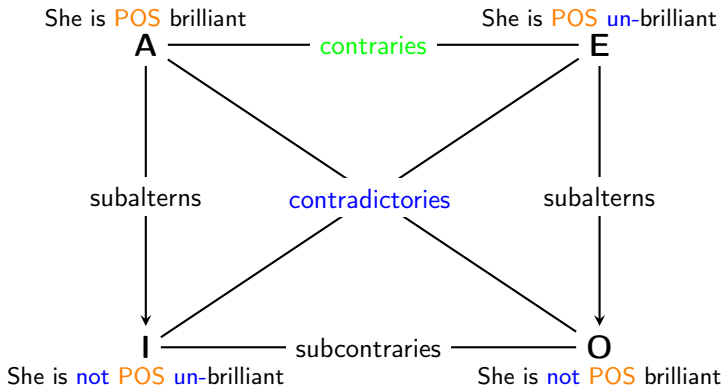 She is POS brilliant
She is POS un-brilliant
A
contraries
E
subalterns
contradictories
subalterns
I
subcontraries
O
She is not POS un-brilliant
She is not POS brilliant